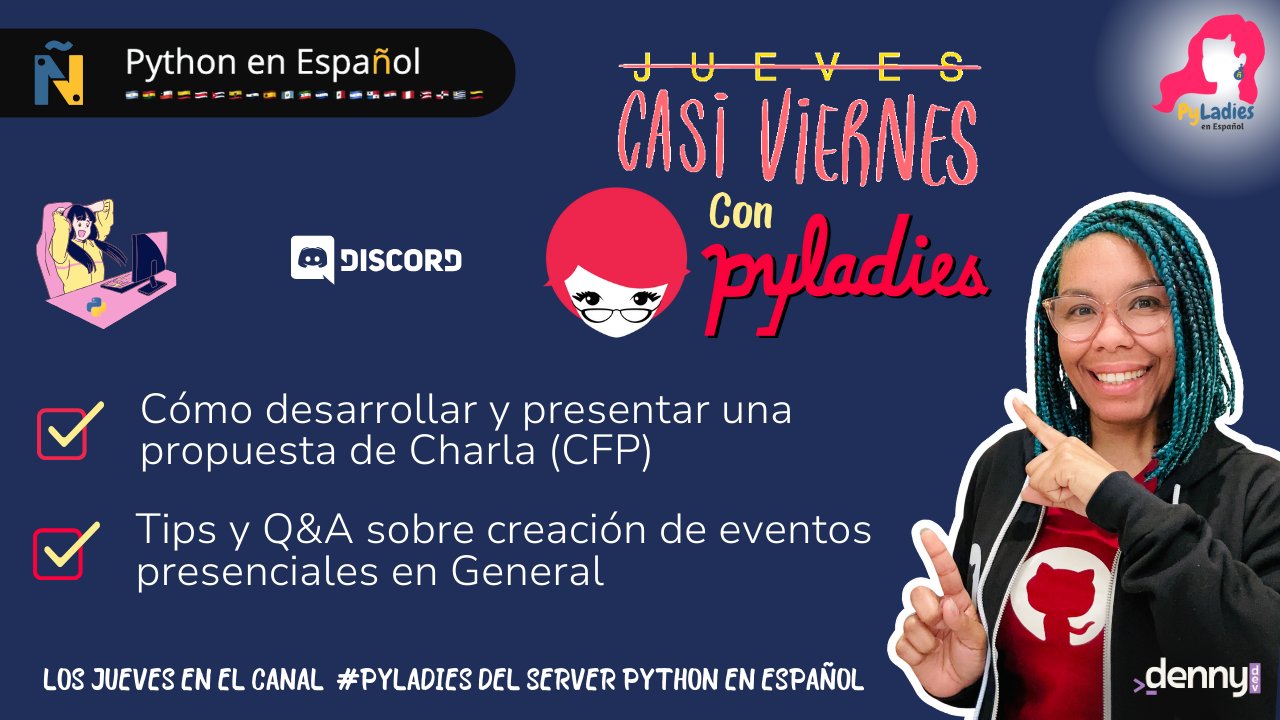 Python en Español
JUEVES
CASI VIERNES
Con
pyladies
PyLadies
en Español
DISCORD
Cómo desarrollar y presentar una
propuesta de Charla (CFP)
Tips y Q&A sobre creación de eventos
presenciales en General
LOS JUEVES EN EL CANAL #PYLADIES DEL SERVER PYTHON EN ESPAÑOL
>_denny dev